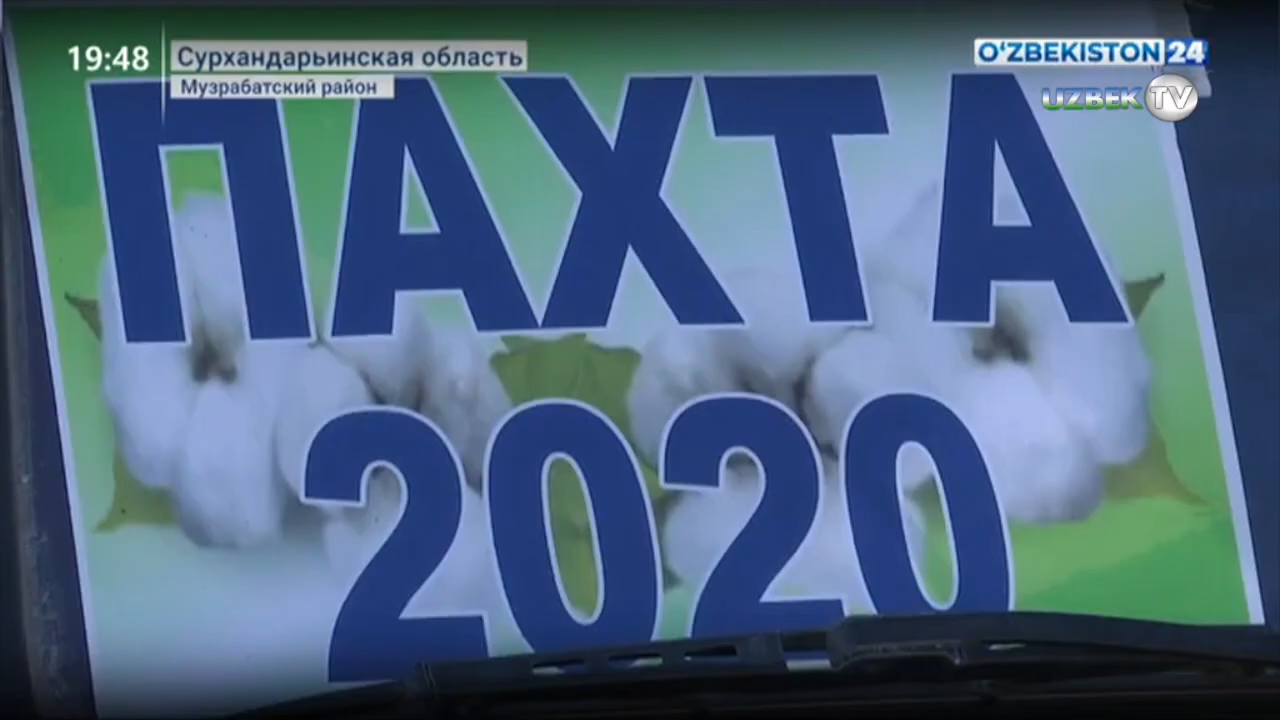 19:48
Сурхандарьинская область
Музрабатский район
O‘ZBEKISTON 24
UZBEK TV
ПАХТА
2020